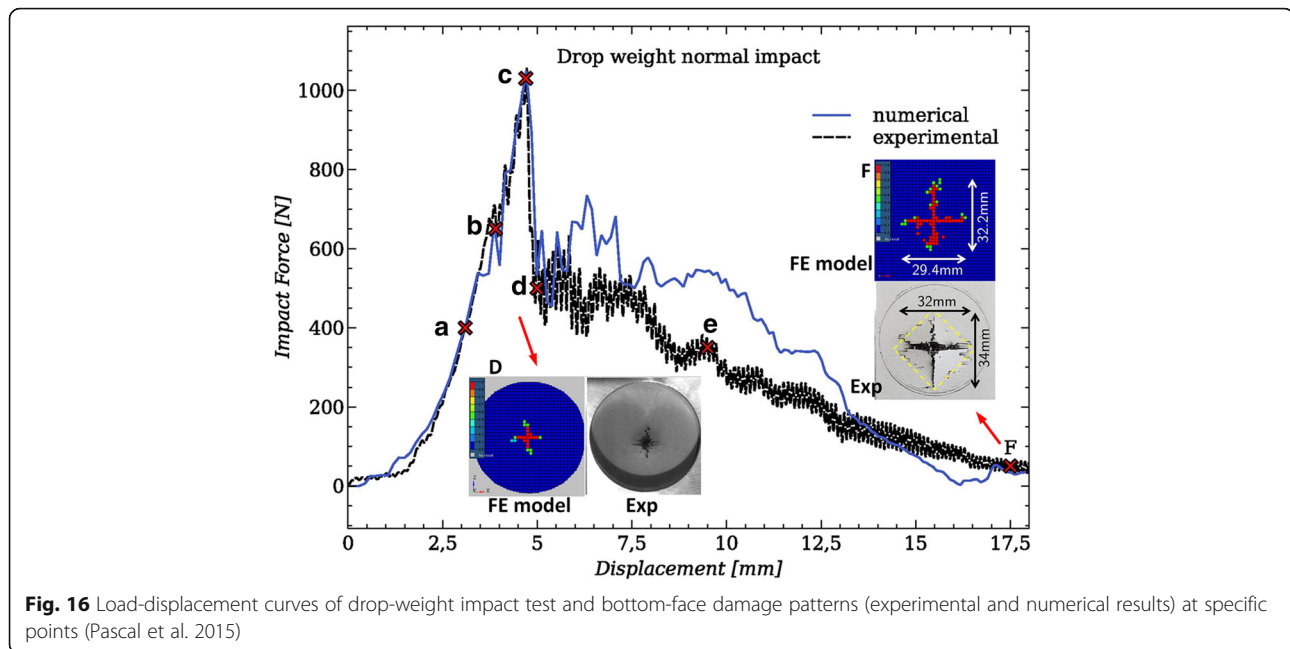 Drop weight normal impact
Impact Force [N]
1000
800
600
400
200
0
0
2,5
5
7,5
10
12,5
15
17,5
Displacement [mm]
numerical
experimental
a
b
c
d
e
F
D
FE model
Exp
F
32.2mm
29.4mm
FE model
32mm
34mm
Exp
Fig. 16 Load-displacement curves of drop-weight impact test and bottom-face damage patterns (experimental and numerical results) at specific
points (Pascal et al. 2015)